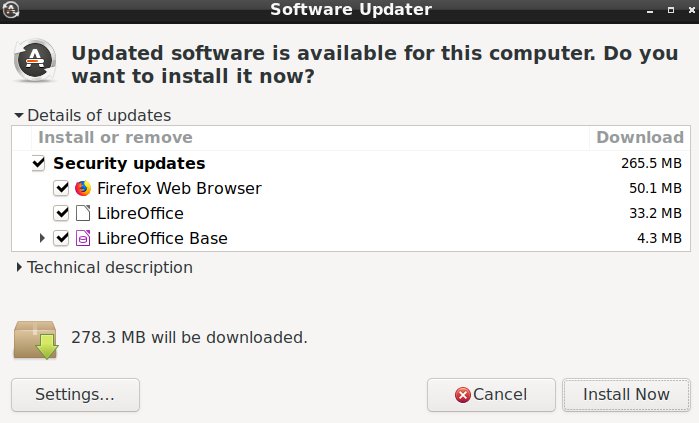 Software Updater
Updated software is available for this computer. Do you
want to install it now?
Details of updates
Install or remove Download
Security updates 265.5 MB
Firefox Web Browser 50.1 MB
LibreOffice 33.2 MB
LibreOffice Base 4.3 MB
Technical description
278.3 MB will be downloaded.
Settings... Cancel Install Now